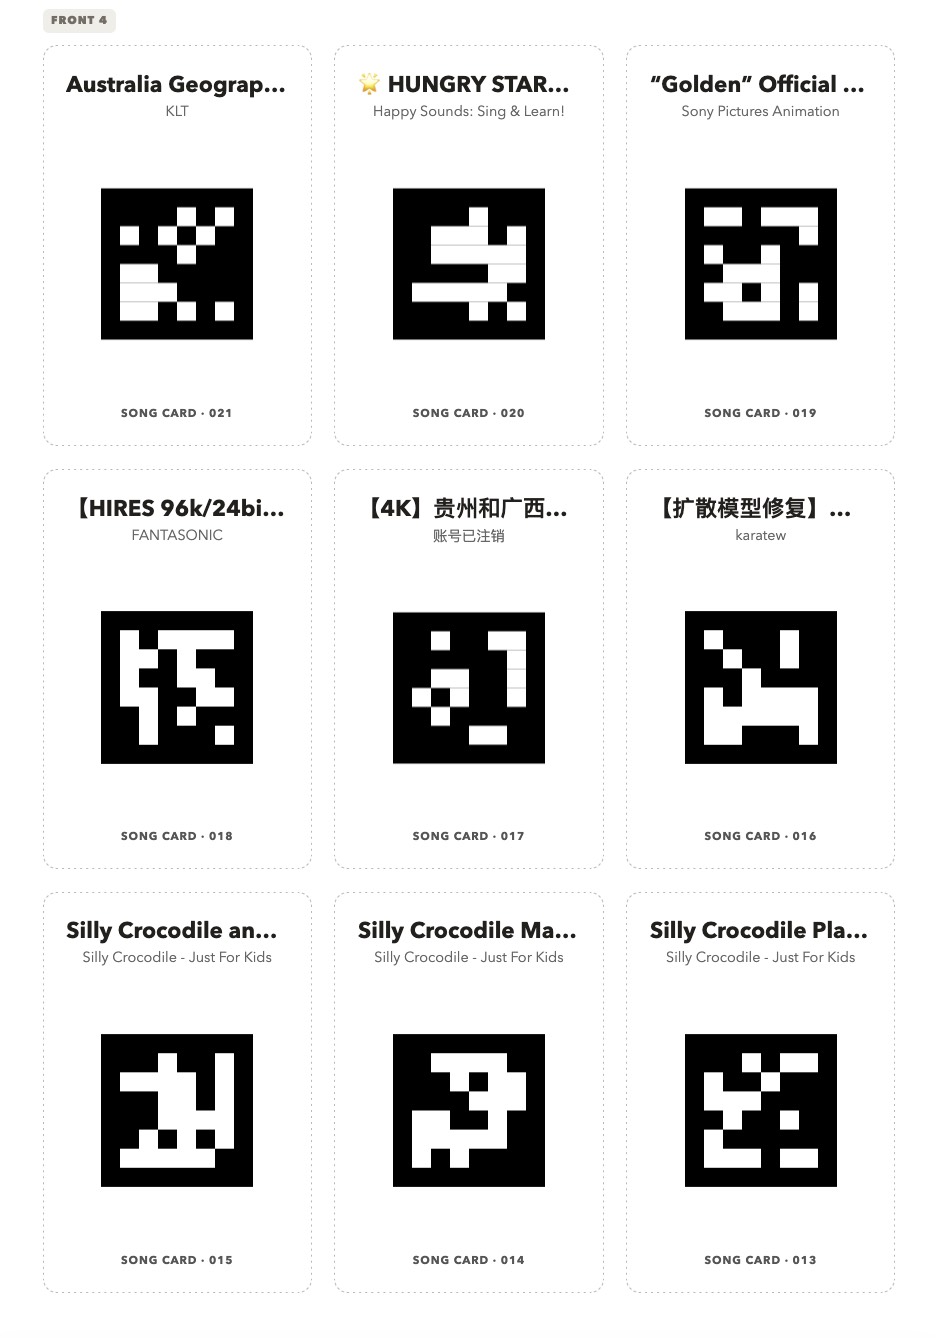 FRONT 4
Australia Geograp...
KLT
SONG CARD · 021
🌟 HUNGRY STAR...
Happy Sounds: Sing & Learn!
SONG CARD · 020
“Golden” Official ...
Sony Pictures Animation
SONG CARD · 019
【HIRES 96k/24bi...
FANTASONIC
SONG CARD · 018
【4K】贵州和广西...
账号已注销
SONG CARD · 017
【扩散模型修复】...
karatew
SONG CARD · 016
Silly Crocodile an...
Silly Crocodile - Just For Kids
SONG CARD · 015
Silly Crocodile Ma...
Silly Crocodile - Just For Kids
SONG CARD · 014
Silly Crocodile Pla...
Silly Crocodile - Just For Kids
SONG CARD · 013